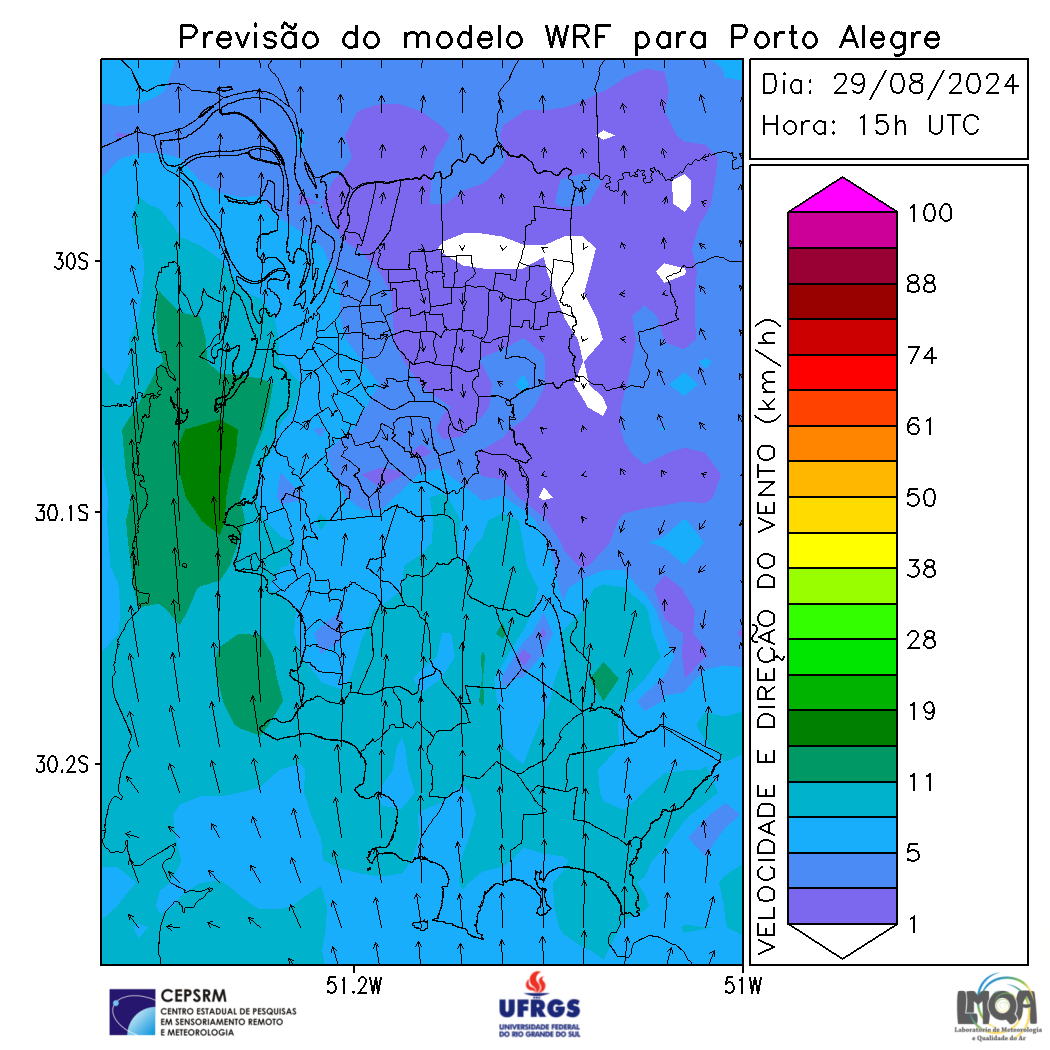 Previsão do modelo WRF para Porto Alegre
Dia: 29/08/2024
Hora: 15h UTC
30S
30.1S
30.2S
51.2W
51W
VELOCIDADE E DIREÇÃO DO VENTO (km/h)
100
88
74
61
50
38
28
19
11
5
1
CEPSRM
CENTRO ESTADUAL DE PESQUISAS
EM SENSORIAMENTO REMOTO
E METEOROLOGIA
UFRGS
UNIVERSIDADE FEDERAL
DO RIO GRANDE DO SUL
LMQA
Laboratório de Meteorologia
e Qualidade do Ar